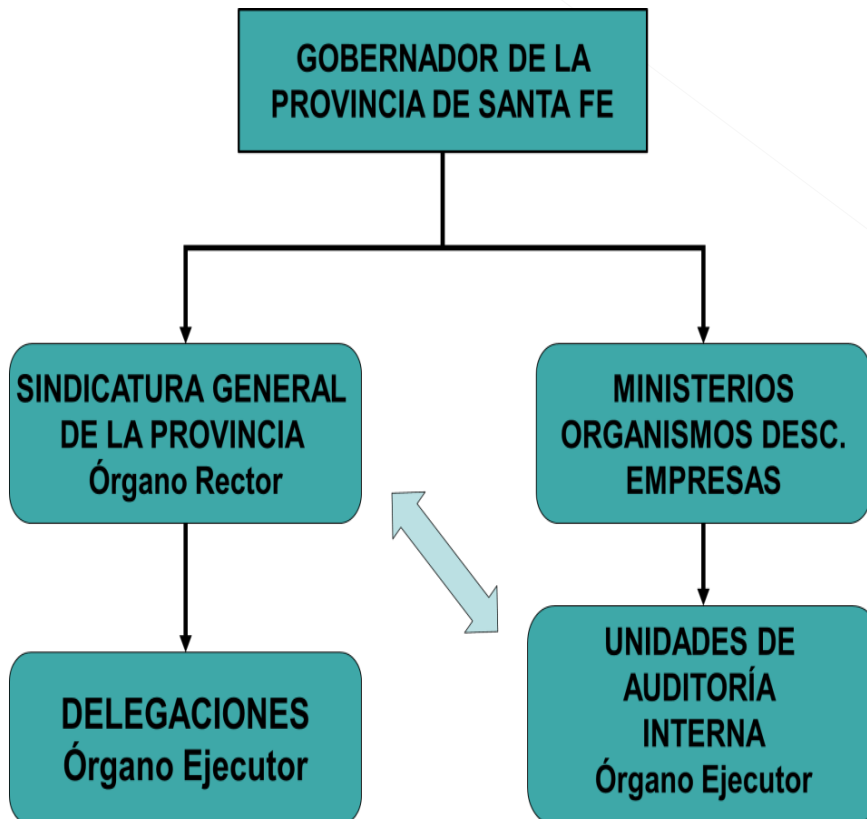 GOBERNADOR DE LA
PROVINCIA DE SANTA FE
SINDICATURA GENERAL
DE LA PROVINCIA
Órgano Rector
MINISTERIOS
ORGANISMOS DESC.
EMPRESAS
DELEGACIONES
Órgano Ejecutor
UNIDADES DE
AUDITORÍA
INTERNA
Órgano Ejecutor